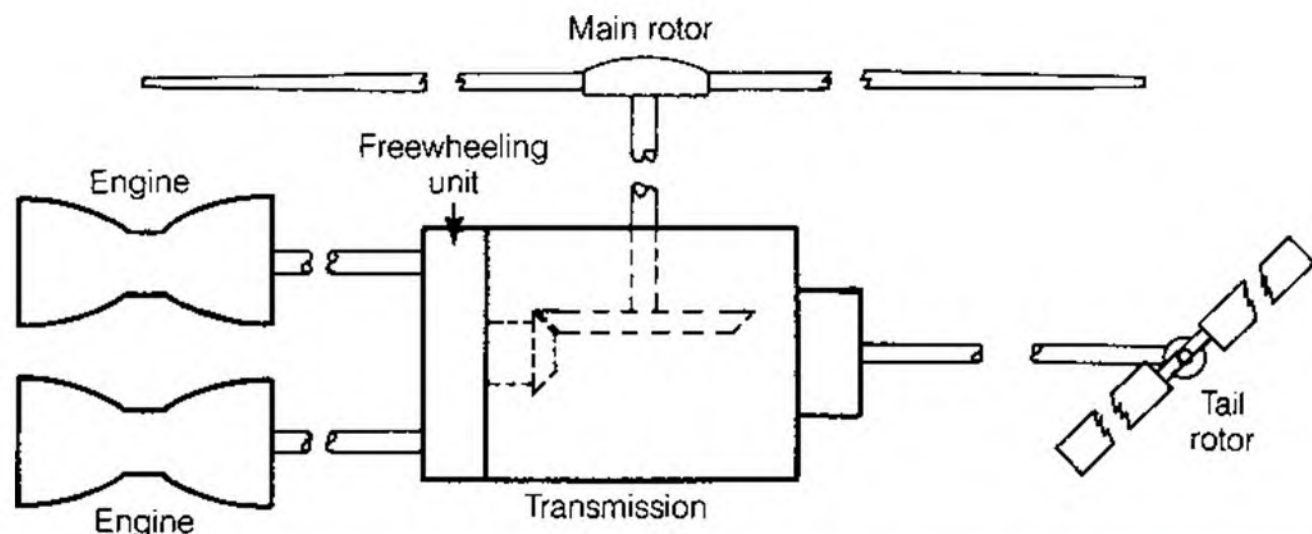 Main rotor
Freewheeling
unit
Engine
Engine
Transmission
Tail
rotor